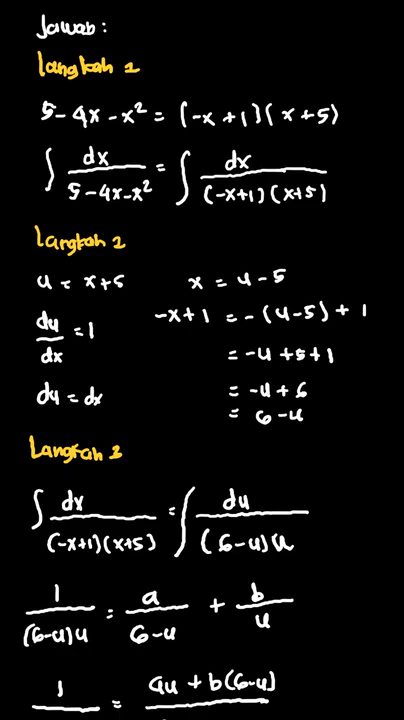 Jawab :
Langkah 1
5 - 4x - x² = (-x + 1)(x + 5)
∫ dx/(5 - 4x - x²) = ∫ dx/((-x+1)(x+5))
Langkah 2
u = x + 5    x = u - 5
du/dx = 1    -x + 1 = -(u - 5) + 1
= -u + 5 + 1
du = dx    = -u + 6
= 6 - u
Langkah 3
∫ dx/((-x+1)(x+5)) = ∫ du/((6-u)u)
1/((6-u)u) = a/(6-u) + b/u
1 = au + b(6-u)